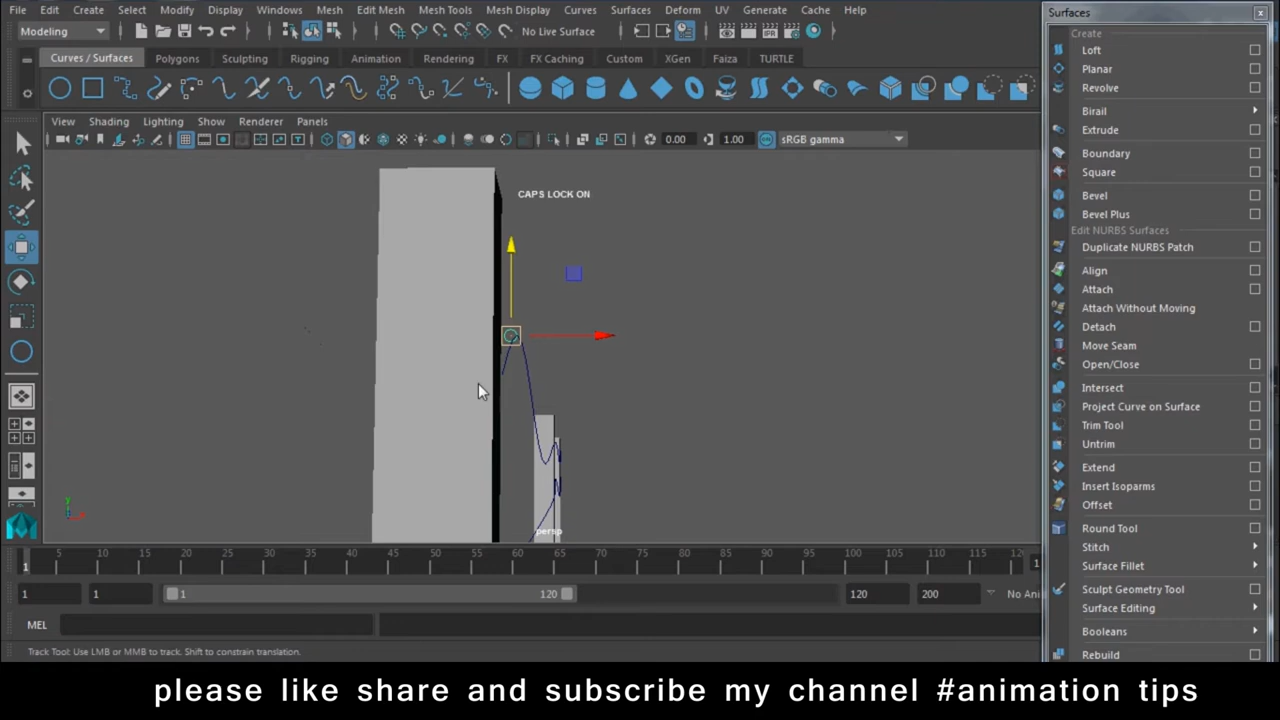 File Edit Create Select Modify Display Windows Mesh Edit Mesh Mesh Tools Mesh Display Curves Surfaces Deform UV Generate Cache Help
Surfaces x
Modeling No Live Surface
Create
Loft
Curves / Surfaces Polygons Sculpting Rigging Animation Rendering FX FX Caching Custom XGen Faiza TURTLE
Planar
Revolve
Birail
View Shading Lighting Show Renderer Panels
Extrude
0.00 1.00 sRGB gamma
Boundary
Square
CAPS LOCK ON
Bevel
Bevel Plus
Edit NURBS Surfaces
Duplicate NURBS Patch
Align
Attach
Attach Without Moving
Detach
Move Seam
Open/Close
Intersect
Project Curve on Surface
Trim Tool
Untrim
Extend
Insert Isoparms
Offset
y
persp
Round Tool
Stitch
5 10 15 20 25 30 35 40 45 50 55 60 65 70 75 80 85 90 95 100 105 110 115 12
1 1
Surface Fillet
1 1 1 120 120 200 No Ani
Sculpt Geometry Tool
Surface Editing
MEL
Booleans
Track Tool: Use LMB or MMB to track. Shift to constrain translation.
Rebuild
please like share and subscribe my channel #animation tips